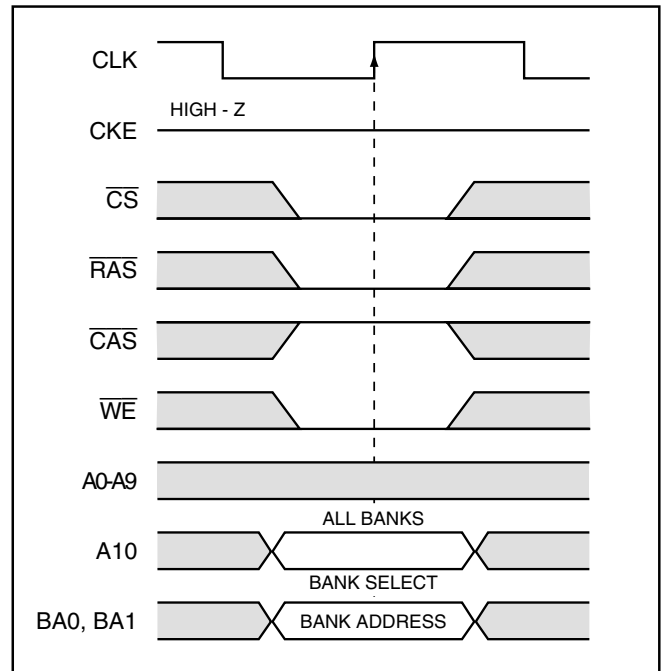 CLK
HIGH - Z
CKE
CS
RAS
CAS
WE
A0-A9
ALL BANKS
A10
BANK SELECT
BA0, BA1
BANK ADDRESS